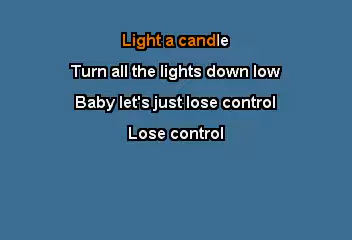 Light a candle
Turn all the lights down low
Baby let's just lose control
Lose control